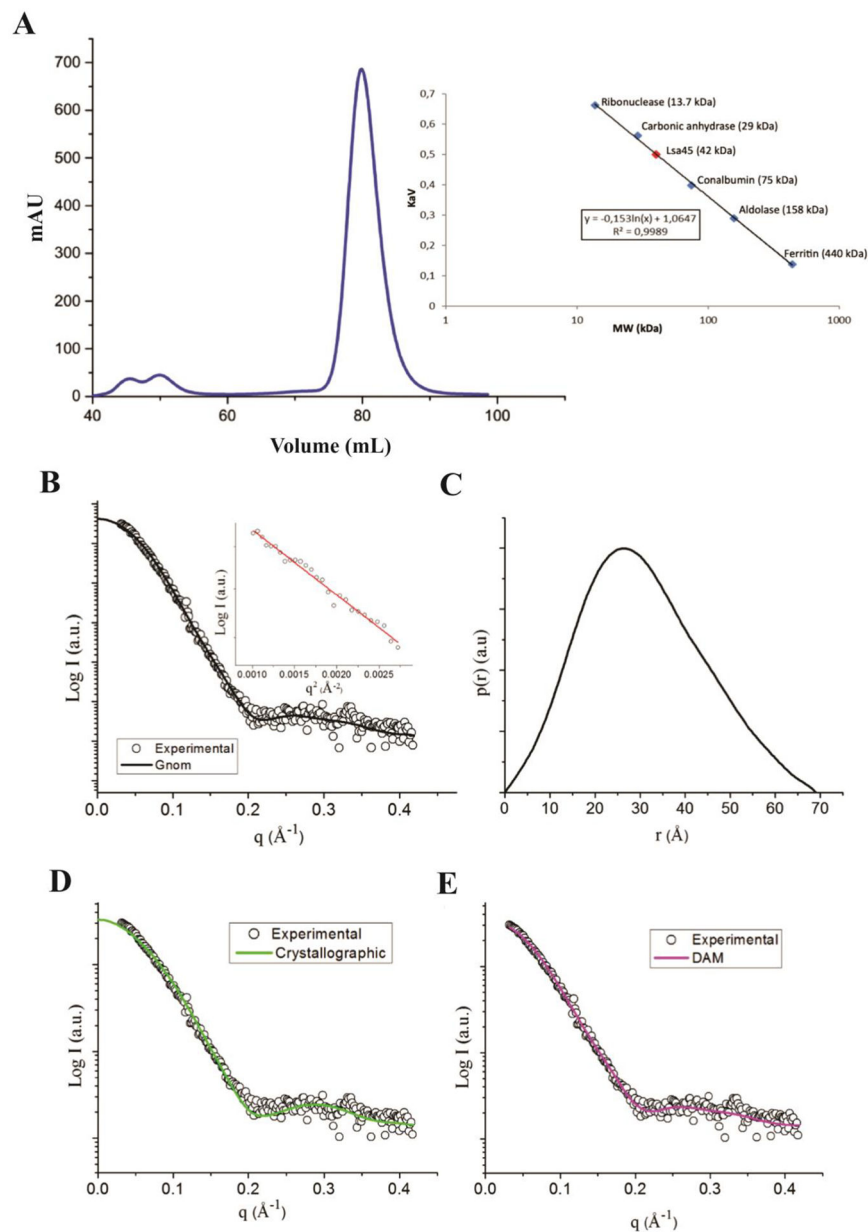 A
mAU
700
600
500
400
300
200
100
0
40
60
80
100
Volume (mL)
KaV
0,7
0,6
0,5
0,4
0,3
0,2
0,1
0
Ribonuclease (13.7 kDa)
Carbonic anhydrase (29 kDa)
Lsa45 (42 kDa)
Conalbumin (75 kDa)
Aldolase (158 kDa)
Ferritin (440 kDa)
y = -0,153ln(x) + 1,0647
R² = 0,9989
1
10
100
1000
MW (kDa)
B
Log I (a.u.)
Log I (a.u.)
0.0010
0.0015
0.0020
0.0025
q² (Å⁻²)
Experimental
Gnom
0.0
0.1
0.2
0.3
0.4
q (Å⁻¹)
C
p(r) (a.u)
0
10
20
30
40
50
60
70
r (Å)
D
Log I (a.u.)
Experimental
Crystallographic
0.0
0.1
0.2
0.3
0.4
q (Å⁻¹)
E
Log I (a.u.)
Experimental
DAM
0.0
0.1
0.2
0.3
0.4
q (Å⁻¹)